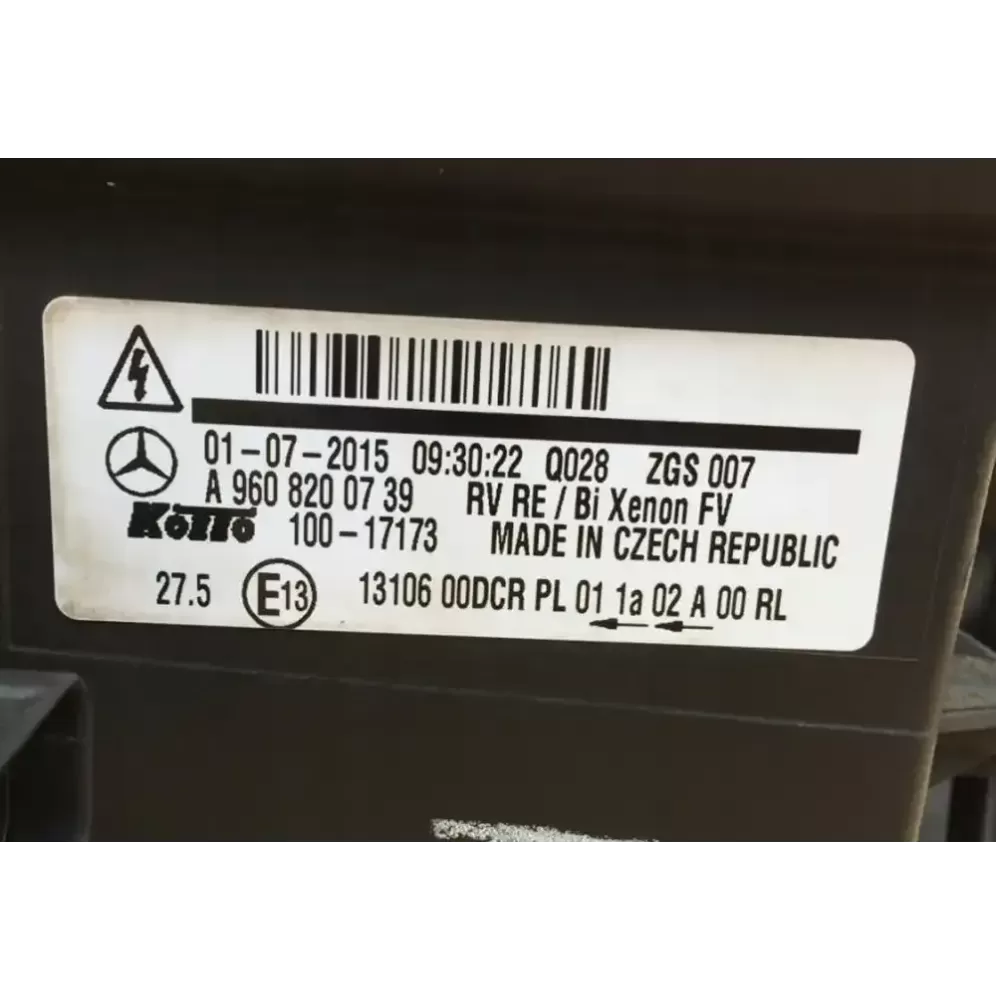 01-07-2015 09:30:22 Q028 ZGS 007
A 960 820 07 39 RV RE / Bi Xenon FV
KOITO 100-17173 MADE IN CZECH REPUBLIC
27.5 E13 13106 00DCR PL 01 1a 02 A 00 RL